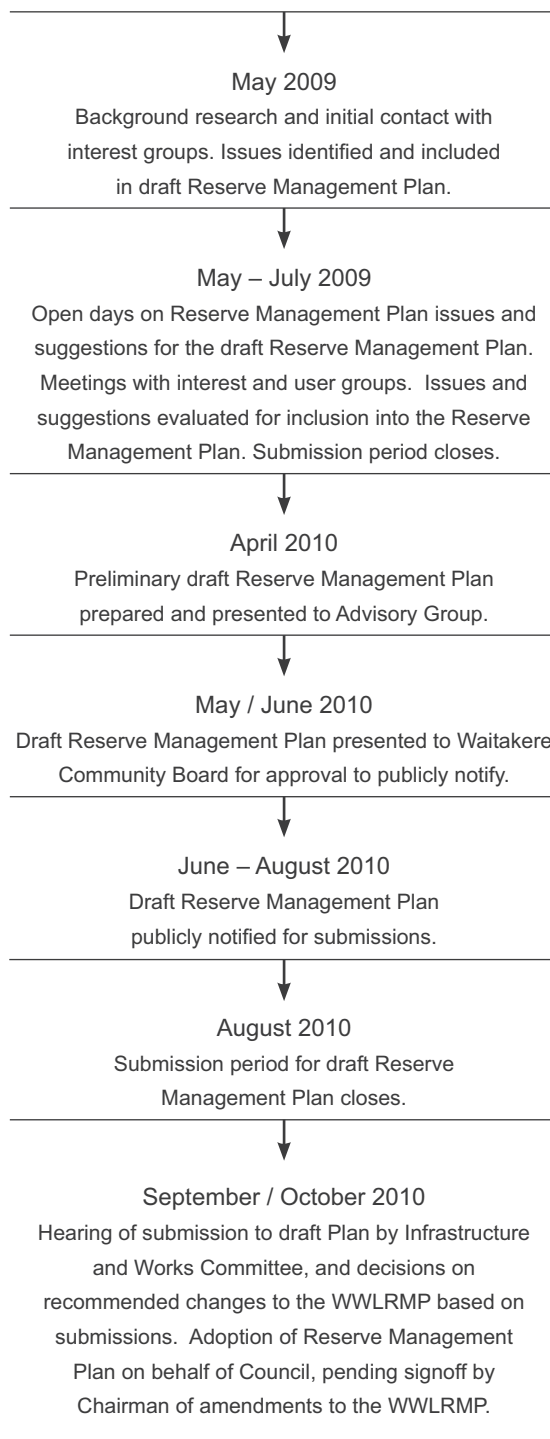 May 2009
Background research and initial contact with
interest groups. Issues identified and included
in draft Reserve Management Plan.
May – July 2009
Open days on Reserve Management Plan issues and
suggestions for the draft Reserve Management Plan.
Meetings with interest and user groups.  Issues and
suggestions evaluated for inclusion into the Reserve
Management Plan. Submission period closes.
April 2010
Preliminary draft Reserve Management Plan
prepared and presented to Advisory Group.
May / June 2010
Draft Reserve Management Plan presented to Waitakere
Community Board for approval to publicly notify.
June – August 2010
Draft Reserve Management Plan
publicly notified for submissions.
August 2010
Submission period for draft Reserve
Management Plan closes.
September / October 2010
Hearing of submission to draft Plan by Infrastructure
and Works Committee, and decisions on
recommended changes to the WWLRMP based on
submissions.  Adoption of Reserve Management
Plan on behalf of Council, pending signoff by
Chairman of amendments to the WWLRMP.